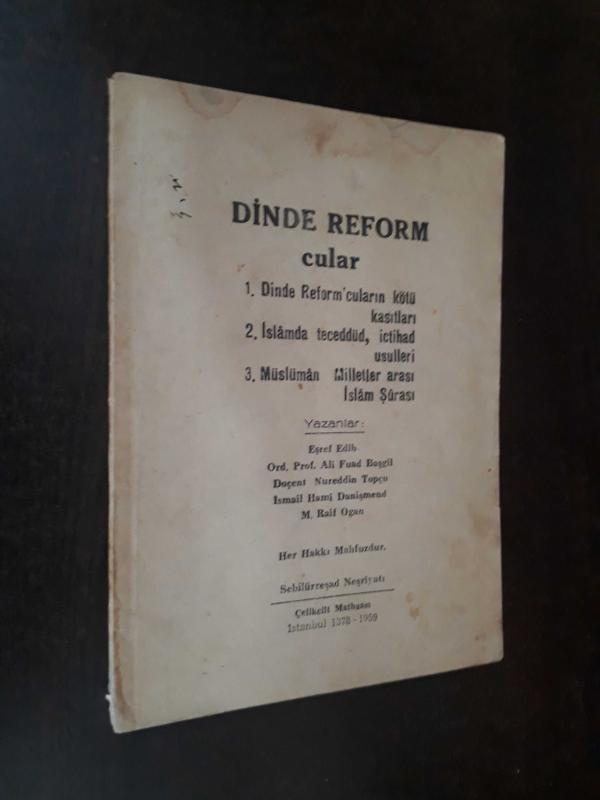 DİNDE REFORM
cular
1. Dinde Reform'cuların kötü
kasıtları
2. İslâmda teceddüd, ictihad
usulleri
3. Müslümân Milletler arası
İslâm Şûrası
Yazanlar:
Eşref Edib
Ord. Prof. Ali Fuad Başgil
Doçent Nureddin Topçu
İsmail Hami Danişmend
M. Raif Ogan
Her Hakkı Mahfuzdur.
Sebilürreşad Neşriyatı
Çelikcilt Matbaası
İstanbul 1378 - 1959